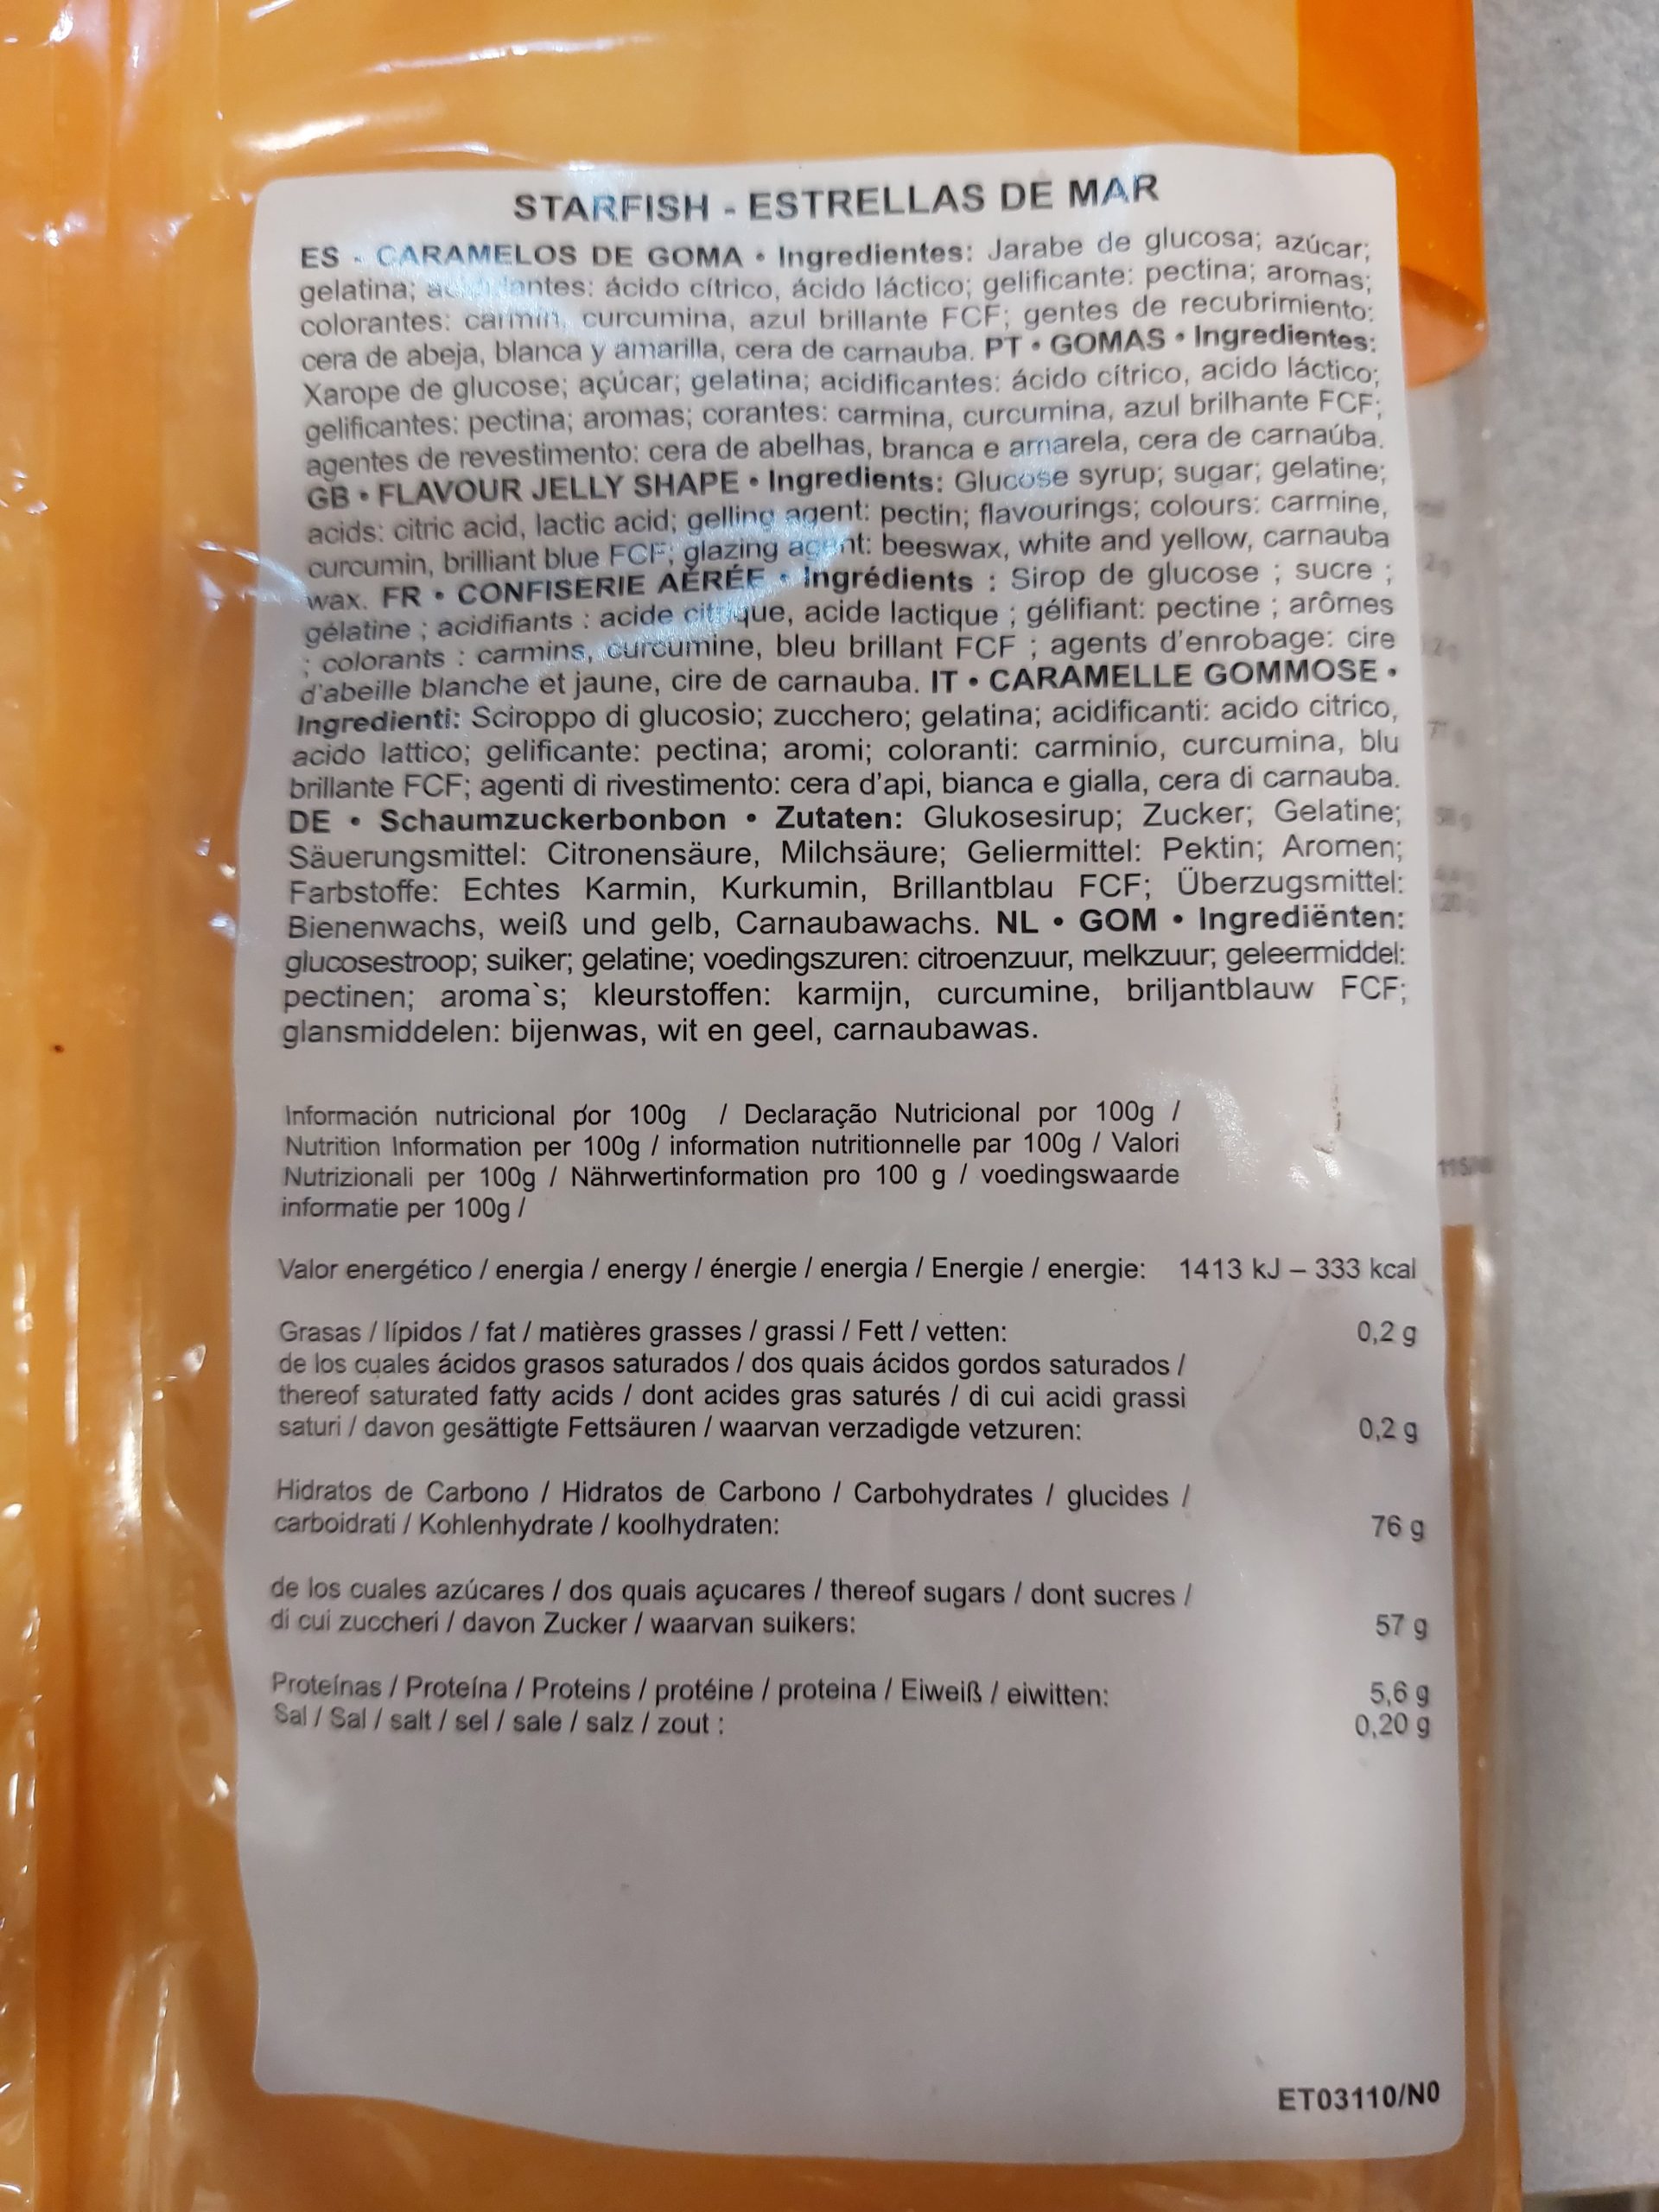 STARFISH - ESTRELLAS DE MAR
ES - CARAMELOS DE GOMA • Ingredientes: Jarabe de glucosa; azúcar;
gelatina; ácido cítrico, ácido láctico; gelificante: pectina; aromas;
colorantes: carmín, curcumina, azul brillante FCF; gentes de recubrimiento:
cera de abeja, blanca y amarilla, cera de carnauba. PT • GOMAS • Ingredientes:
Xarope de glucose; açúcar; gelatina; acidificantes: ácido cítrico, acido láctico;
gelificantes: pectina; aromas; corantes: carmina, curcumina, azul brilhante FCF;
agentes de revestimento: cera de abelhas, branca e amarela, cera de carnaúba.
GB • FLAVOUR JELLY SHAPE • Ingredients: Glucose syrup; sugar; gelatine;
acids: citric acid, lactic acid; gelling agent: pectin; flavourings; colours: carmine,
curcumin, brilliant blue FCF; glazing agent: beeswax, white and yellow, carnauba
wax. FR • CONFISERIE AÉRÉE • Ingrédients : Sirop de glucose ; sucre ;
gélatine ; acidifiants : acide citrique, acide lactique ; gélifiant: pectine ; arômes
; colorants : carmins, curcumine, bleu brillant FCF ; agents d'enrobage: cire
d'abeille blanche et jaune, cire de carnauba. IT • CARAMELLE GOMMOSE •
Ingredienti: Sciroppo di glucosio; zucchero; gelatina; acidificanti: acido citrico,
acido lattico; gelificante: pectina; aromi; coloranti: carminio, curcumina, blu
brillante FCF; agenti di rivestimento: cera d'api, bianca e gialla, cera di carnauba.
DE • Schaumzuckerbonbon • Zutaten: Glukosesirup; Zucker; Gelatine;
Säuerungsmittel: Citronensäure, Milchsäure; Geliermittel: Pektin; Aromen;
Farbstoffe: Echtes Karmin, Kurkumin, Brillantblau FCF; Überzugsmittel:
Bienenwachs, weiß und gelb, Carnaubawachs. NL • GOM • Ingrediënten:
glucosestroop; suiker; gelatine; voedingszuren: citroenzuur, melkzuur; geleermiddel:
pectinen; aroma`s; kleurstoffen: karmijn, curcumine, briljantblauw FCF;
glansmiddelen: bijenwas, wit en geel, carnaubawas.
Información nutricional por 100g / Declaração Nutricional por 100g /
Nutrition Information per 100g / information nutritionnelle par 100g / Valori
Nutrizionali per 100g / Nährwertinformation pro 100 g / voedingswaarde
informatie per 100g /
Valor energético / energia / energy / énergie / energia / Energie / energie: 1413 kJ – 333 kcal
Grasas / lípidos / fat / matières grasses / grassi / Fett / vetten: 0,2 g
de los cuales ácidos grasos saturados / dos quais ácidos gordos saturados /
thereof saturated fatty acids / dont acides gras saturés / di cui acidi grassi
saturi / davon gesättigte Fettsäuren / waarvan verzadigde vetzuren: 0,2 g
Hidratos de Carbono / Hidratos de Carbono / Carbohydrates / glucides /
carboidrati / Kohlenhydrate / koolhydraten: 76 g
de los cuales azúcares / dos quais açucares / thereof sugars / dont sucres /
di cui zuccheri / davon Zucker / waarvan suikers: 57 g
Proteínas / Proteína / Proteins / protéine / proteina / Eiweiß / eiwitten: 5,6 g
Sal / Sal / salt / sel / sale / salz / zout : 0,20 g
ET03110/N0